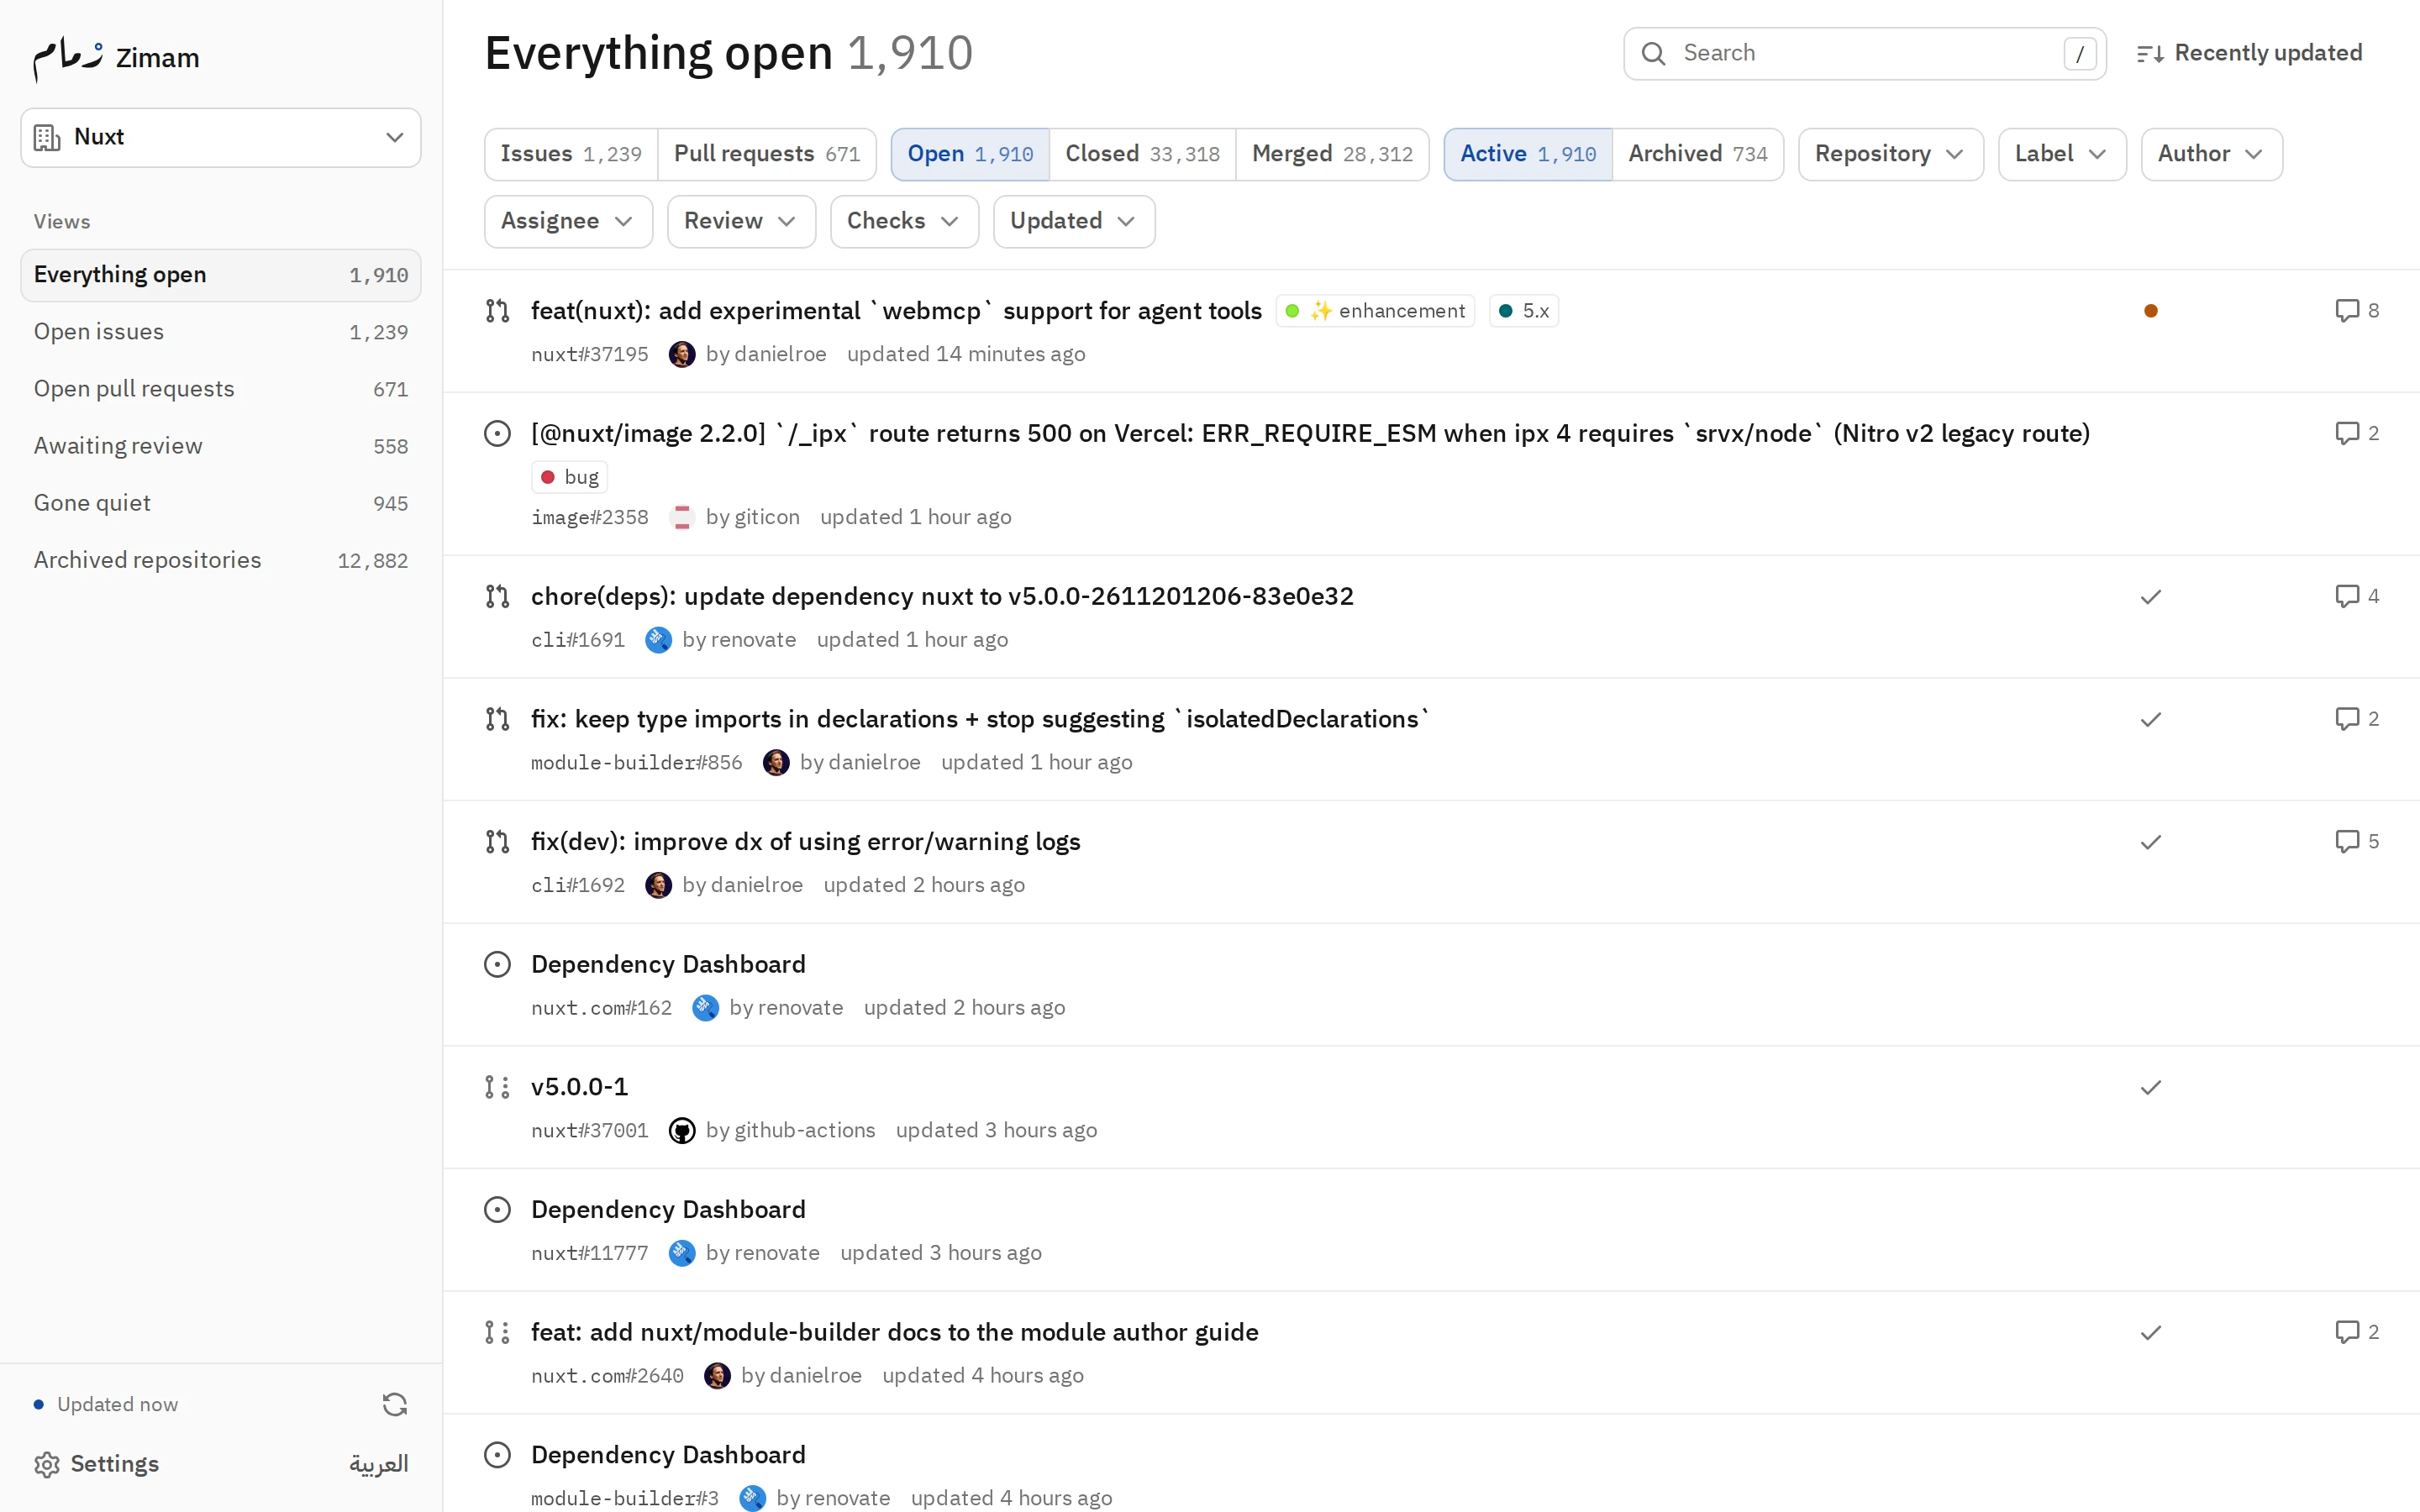 زمام Zimam
Nuxt
Views
Everything open 1,910
Open issues 1,239
Open pull requests 671
Awaiting review 558
Gone quiet 945
Archived repositories 12,882
Updated now
Settings العربية
Everything open 1,910
Search /
Recently updated
Issues 1,239 Pull requests 671 Open 1,910 Closed 33,318 Merged 28,312 Active 1,910 Archived 734 Repository Label Author
Assignee Review Checks Updated
feat(nuxt): add experimental `webmcp` support for agent tools ✨ enhancement 5.x 8
nuxt#37195 by danielroe updated 14 minutes ago
[@nuxt/image 2.2.0] `/_ipx` route returns 500 on Vercel: ERR_REQUIRE_ESM when ipx 4 requires `srvx/node` (Nitro v2 legacy route) 2
bug
image#2358 by giticon updated 1 hour ago
chore(deps): update dependency nuxt to v5.0.0-2611201206-83e0e32 4
cli#1691 by renovate updated 1 hour ago
fix: keep type imports in declarations + stop suggesting `isolatedDeclarations` 2
module-builder#856 by danielroe updated 1 hour ago
fix(dev): improve dx of using error/warning logs 5
cli#1692 by danielroe updated 2 hours ago
Dependency Dashboard
nuxt.com#162 by renovate updated 2 hours ago
v5.0.0-1
nuxt#37001 by github-actions updated 3 hours ago
Dependency Dashboard
nuxt#11777 by renovate updated 3 hours ago
feat: add nuxt/module-builder docs to the module author guide 2
nuxt.com#2640 by danielroe updated 4 hours ago
Dependency Dashboard
module-builder#3 by renovate updated 4 hours ago